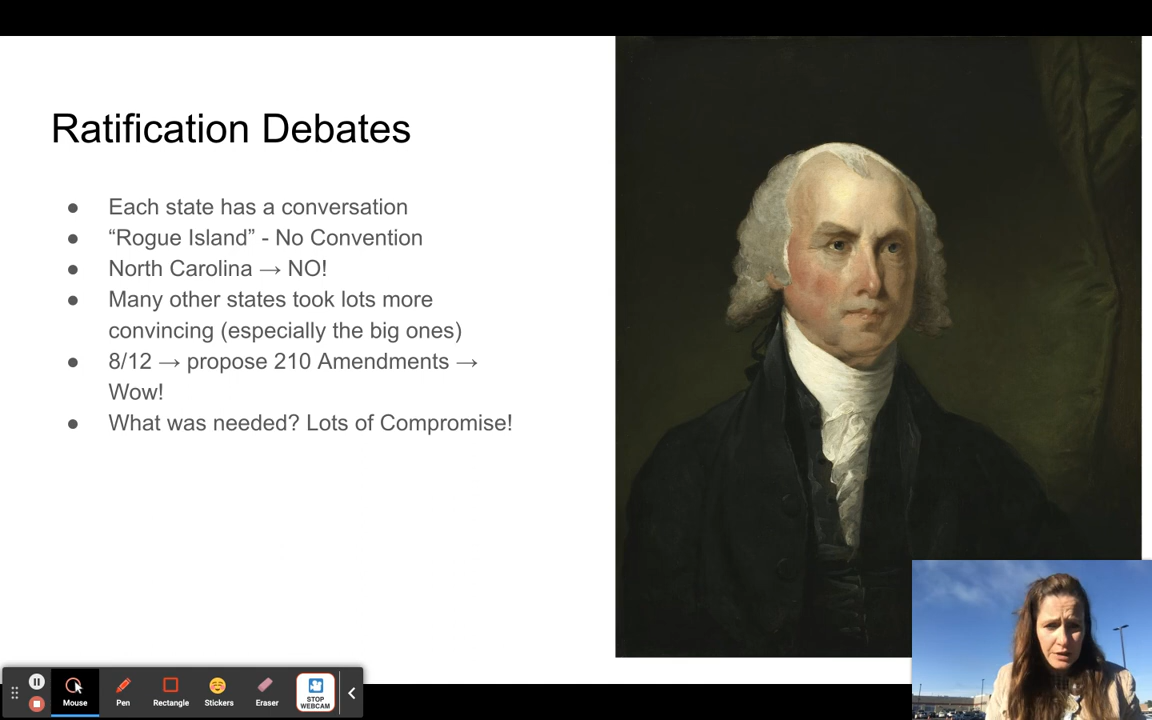 Ratification Debates
● Each state has a conversation
● “Rogue Island” - No Convention
● North Carolina → NO!
● Many other states took lots more
convincing (especially the big ones)
● 8/12 → propose 210 Amendments →
Wow!
● What was needed? Lots of Compromise!
Mouse
Pen
Rectangle
Stickers
Eraser
STOP
WEBCAM